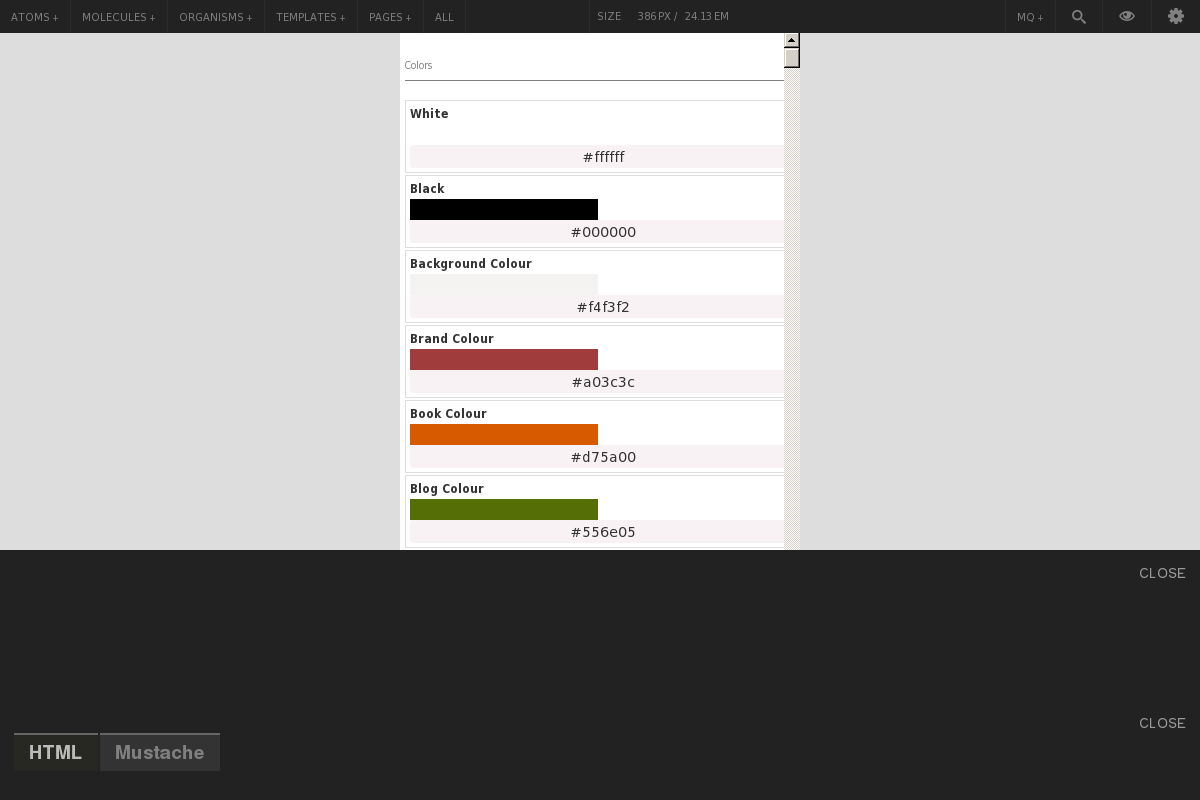 ATOMS + MOLECULES + ORGANISMS + TEMPLATES + PAGES + ALL SIZE 386 PX / 24.13 EM MQ +
Colors
White
#ffffff
Black
#000000
Background Colour
#f4f3f2
Brand Colour
#a03c3c
Book Colour
#d75a00
Blog Colour
#556e05
CLOSE
CLOSE
HTML Mustache